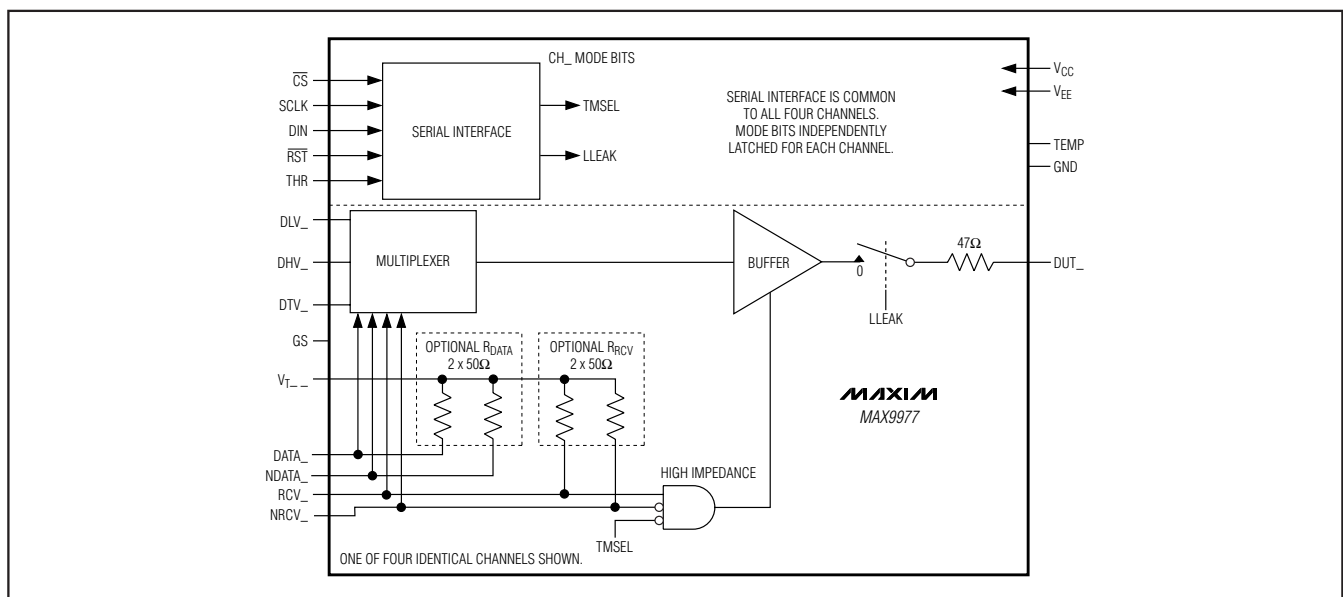 CH_ MODE BITS
CS
SCLK
DIN
RST
THR
SERIAL INTERFACE
TMSEL
LLEAK
SERIAL INTERFACE IS COMMON
TO ALL FOUR CHANNELS.
MODE BITS INDEPENDENTLY
LATCHED FOR EACH CHANNEL.
VCC
VEE
TEMP
GND
DLV_
DHV_
DTV_
MULTIPLEXER
BUFFER
0
LLEAK
47Ω
DUT_
GS
VT_ _
OPTIONAL RDATA
2 x 50Ω
OPTIONAL RRCV
2 x 50Ω
MAXIM
MAX9977
DATA_
NDATA_
RCV_
NRCV_
HIGH IMPEDANCE
TMSEL
ONE OF FOUR IDENTICAL CHANNELS SHOWN.